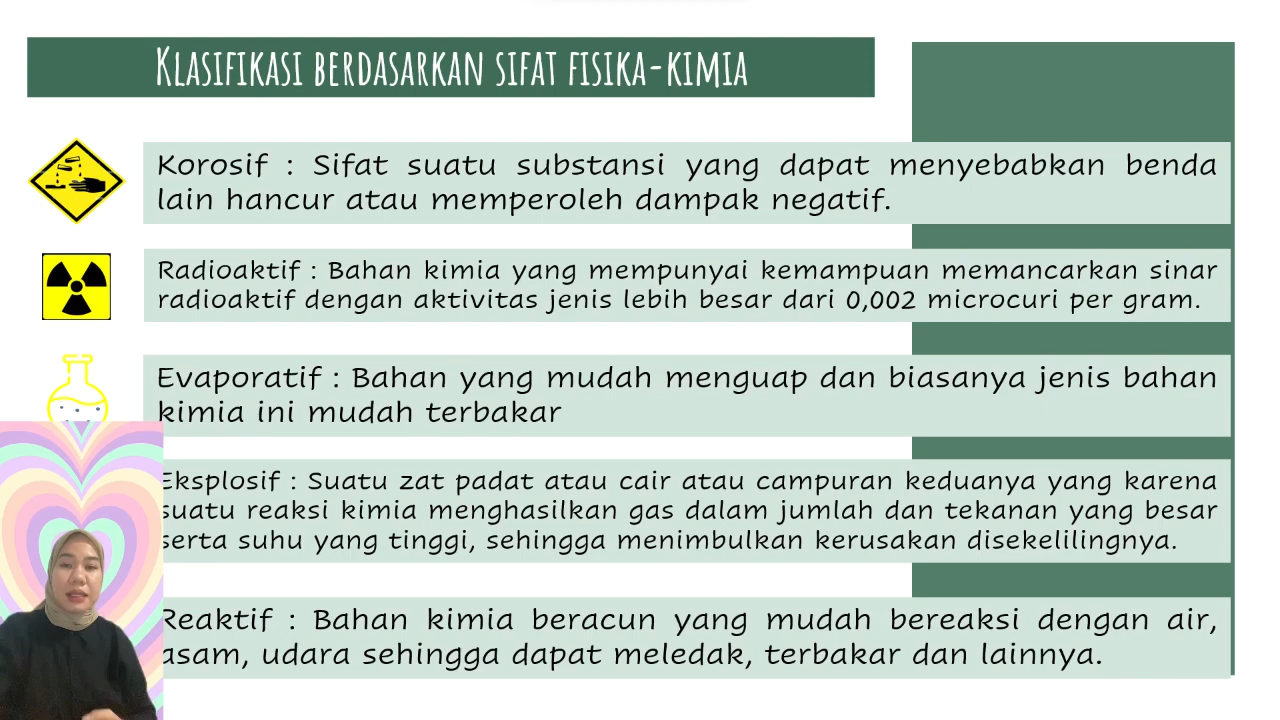 Klasifikasi berdasarkan sifat fisika-kimia
Korosif : Sifat suatu substansi yang dapat menyebabkan benda
lain hancur atau memperoleh dampak negatif.
Radioaktif : Bahan kimia yang mempunyai kemampuan memancarkan sinar
radioaktif dengan aktivitas jenis lebih besar dari 0,002 microcuri per gram.
Evaporatif : Bahan yang mudah menguap dan biasanya jenis bahan
kimia ini mudah terbakar
Eksplosif : Suatu zat padat atau cair atau campuran keduanya yang karena
suatu reaksi kimia menghasilkan gas dalam jumlah dan tekanan yang besar
serta suhu yang tinggi, sehingga menimbulkan kerusakan disekelilingnya.
Reaktif : Bahan kimia beracun yang mudah bereaksi dengan air,
asam, udara sehingga dapat meledak, terbakar dan lainnya.